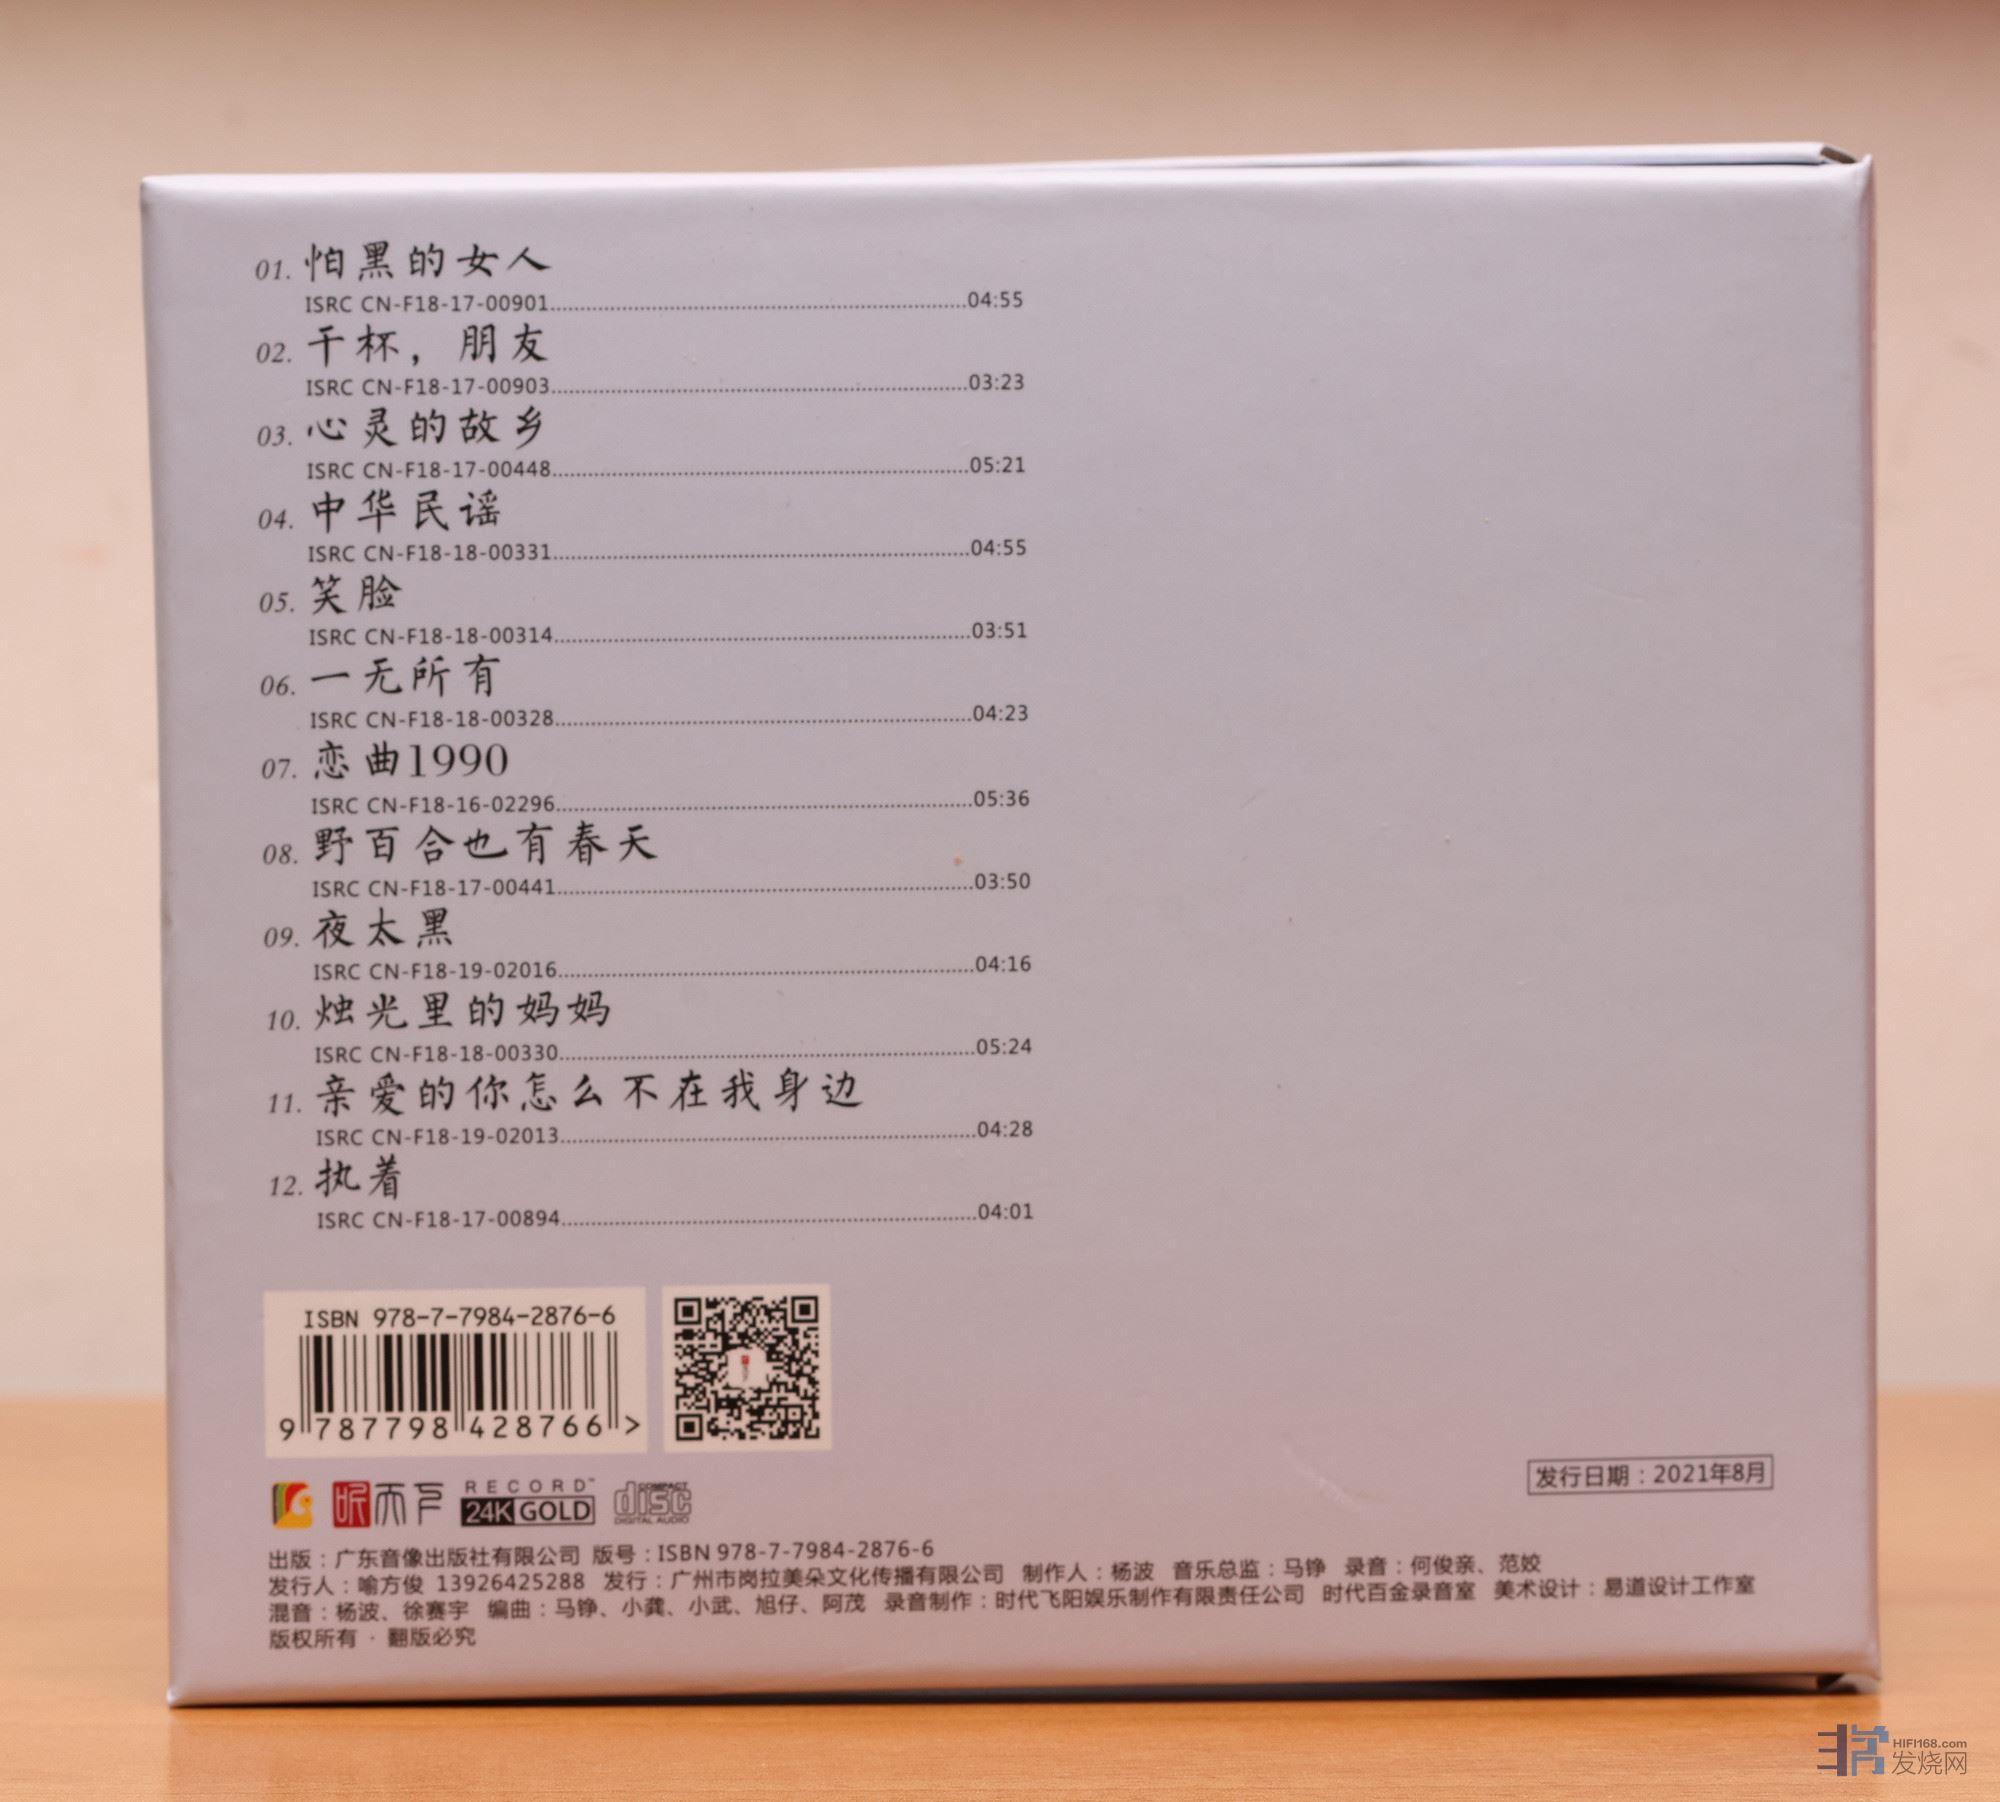 01. 怕黑的女人
ISRC CN-F18-17-00901........04:55
02. 干杯，朋友
ISRC CN-F18-17-00903........03:23
03. 心灵的故乡
ISRC CN-F18-17-00448........05:21
04. 中华民谣
ISRC CN-F18-18-00331........04:55
05. 笑脸
ISRC CN-F18-18-00314........03:51
06. 一无所有
ISRC CN-F18-18-00328........04:23
07. 恋曲1990
ISRC CN-F18-16-02296........05:36
08. 野百合也有春天
ISRC CN-F18-17-00441........03:50
09. 夜太黑
ISRC CN-F18-19-02016........04:16
10. 烛光里的妈妈
ISRC CN-F18-18-00330........05:24
11. 亲爱的你怎么不在我身边
ISRC CN-F18-19-02013........04:28
12. 执着
ISRC CN-F18-17-00894........04:01
ISBN 978-7-7984-2876-6
9 787798 428766 >
发行日期：2021年8月
听天下
RECORD™
24K GOLD
COMPACT
disc
DIGITAL AUDIO
出版：广东音像出版社有限公司 版号：ISBN 978-7-7984-2876-6
发行人：喻方俊 13926425288 发行：广州市岗拉美朵文化传播有限公司 制作人：杨波 音乐总监：马铮 录音：何俊亲、范姣
混音：杨波、徐赛宇 编曲：马铮、小龚、小武、旭仔、阿茂 录音制作：时代飞阳娱乐制作有限责任公司 时代百金录音室 美术设计：易道设计工作室
版权所有 · 翻版必究
HIFI168.com
发烧网